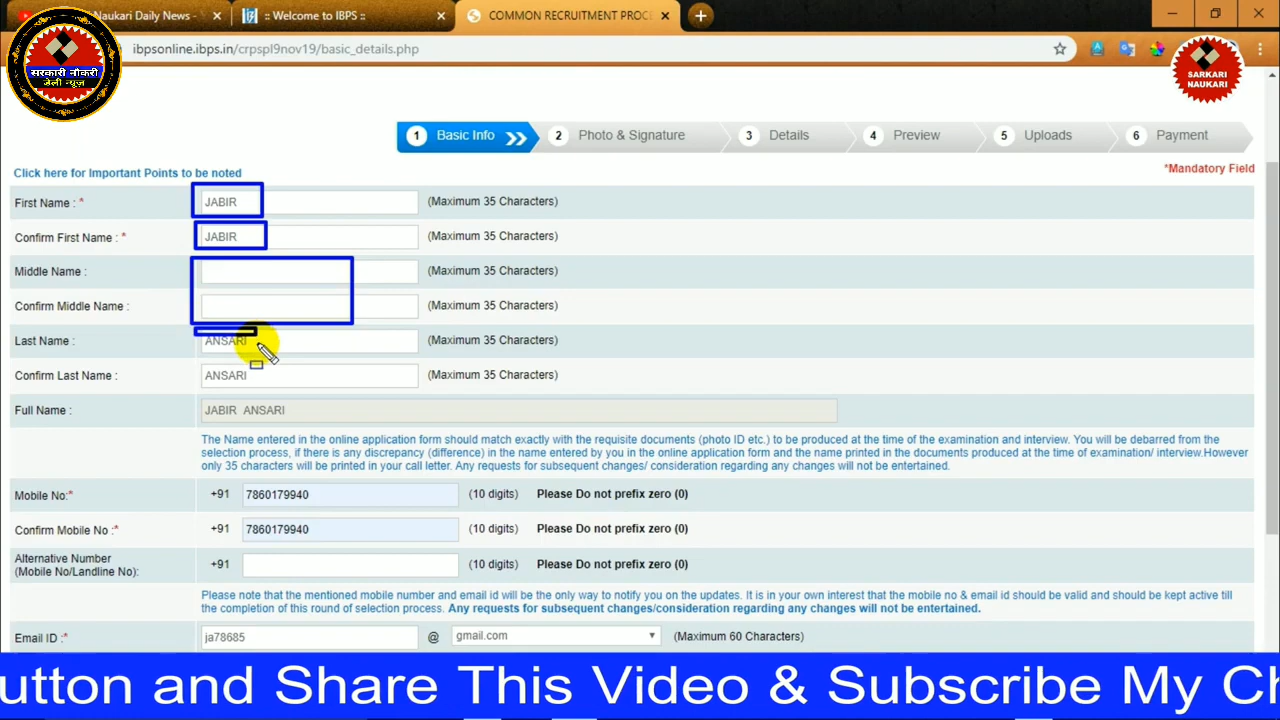 Naukari Daily News -
:: Welcome to IBPS ::
COMMON RECRUITMENT PROC
ibpsonline.ibps.in/crpspl9nov19/basic_details.php
सरकारी नौकरी
डेली न्यूज़
SARKARI
NAUKARI
1 Basic Info
2 Photo & Signature
3 Details
4 Preview
5 Uploads
6 Payment
Click here for Important Points to be noted
*Mandatory Field
First Name : * JABIR (Maximum 35 Characters)
Confirm First Name : * JABIR (Maximum 35 Characters)
Middle Name : (Maximum 35 Characters)
Confirm Middle Name : (Maximum 35 Characters)
Last Name : ANSARI (Maximum 35 Characters)
Confirm Last Name : ANSARI (Maximum 35 Characters)
Full Name : JABIR ANSARI
The Name entered in the online application form should match exactly with the requisite documents (photo ID etc.) to be produced at the time of the examination and interview. You will be debarred from the
selection process, if there is any discrepancy (difference) in the name entered by you in the online application form and the name printed in the documents produced at the time of examination/ interview.However
only 35 characters will be printed in your call letter. Any requests for subsequent changes/ consideration regarding any changes will not be entertained.
Mobile No:* +91 7860179940 (10 digits) Please Do not prefix zero (0)
Confirm Mobile No :* +91 7860179940 (10 digits) Please Do not prefix zero (0)
Alternative Number
(Mobile No/Landline No): +91 (10 digits) Please Do not prefix zero (0)
Please note that the mentioned mobile number and email id will be the only way to notify you on the updates. It is in your own interest that the mobile no & email id should be valid and should be kept active till
the completion of this round of selection process. Any requests for subsequent changes/consideration regarding any changes will not be entertained.
Email ID :* ja78685 @ gmail.com (Maximum 60 Characters)
utton and Share This Video & Subscribe My Ch